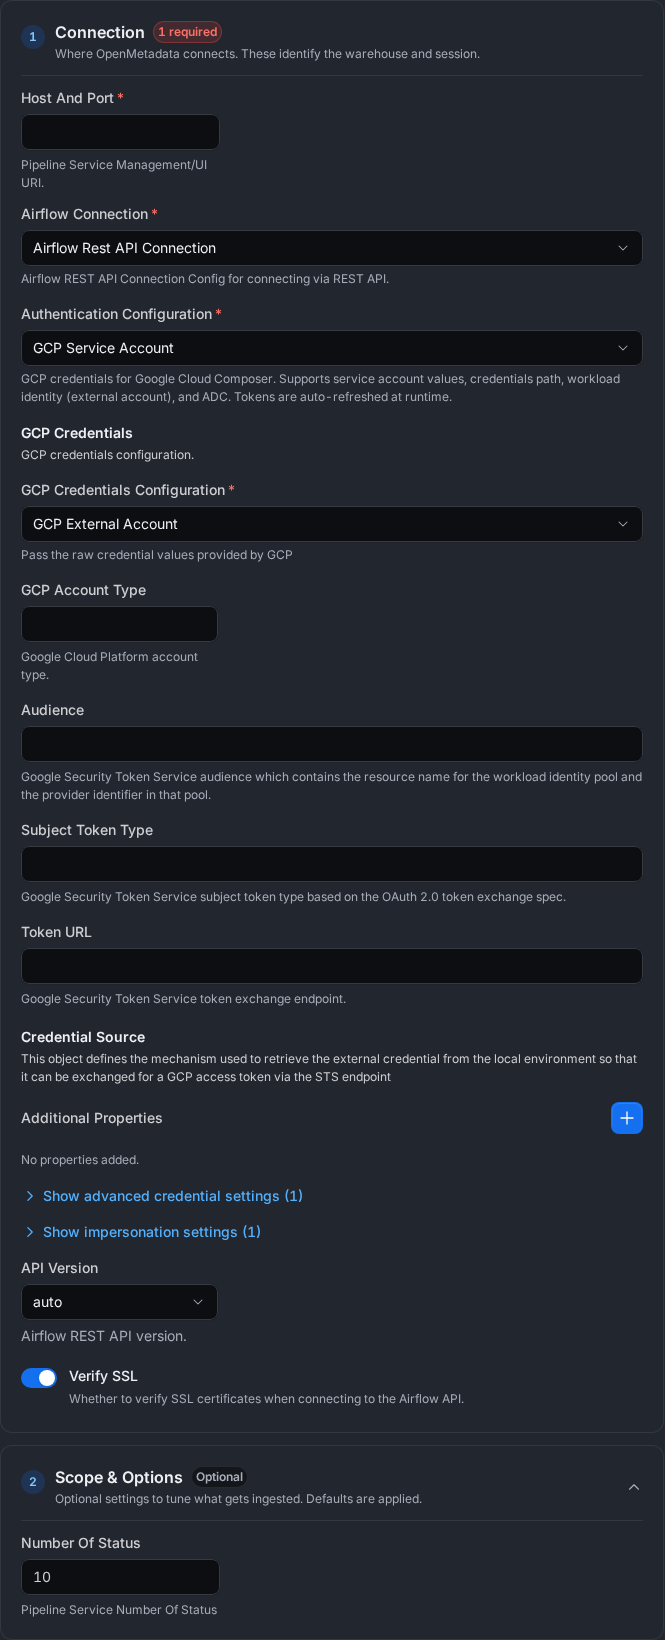 1
Connection
1 required
Where OpenMetadata connects. These identify the warehouse and session.
Host And Port *
Pipeline Service Management/UI
URI.
Airflow Connection *
Airflow Rest API Connection
Airflow REST API Connection Config for connecting via REST API.
Authentication Configuration *
GCP Service Account
GCP credentials for Google Cloud Composer. Supports service account values, credentials path, workload
identity (external account), and ADC. Tokens are auto-refreshed at runtime.
GCP Credentials
GCP credentials configuration.
GCP Credentials Configuration *
GCP External Account
Pass the raw credential values provided by GCP
GCP Account Type
Google Cloud Platform account
type.
Audience
Google Security Token Service audience which contains the resource name for the workload identity pool and
the provider identifier in that pool.
Subject Token Type
Google Security Token Service subject token type based on the OAuth 2.0 token exchange spec.
Token URL
Google Security Token Service token exchange endpoint.
Credential Source
This object defines the mechanism used to retrieve the external credential from the local environment so that
it can be exchanged for a GCP access token via the STS endpoint
Additional Properties
No properties added.
Show advanced credential settings (1)
Show impersonation settings (1)
API Version
auto
Airflow REST API version.
Verify SSL
Whether to verify SSL certificates when connecting to the Airflow API.
2
Scope & Options
Optional
Optional settings to tune what gets ingested. Defaults are applied.
Number Of Status
10
Pipeline Service Number Of Status